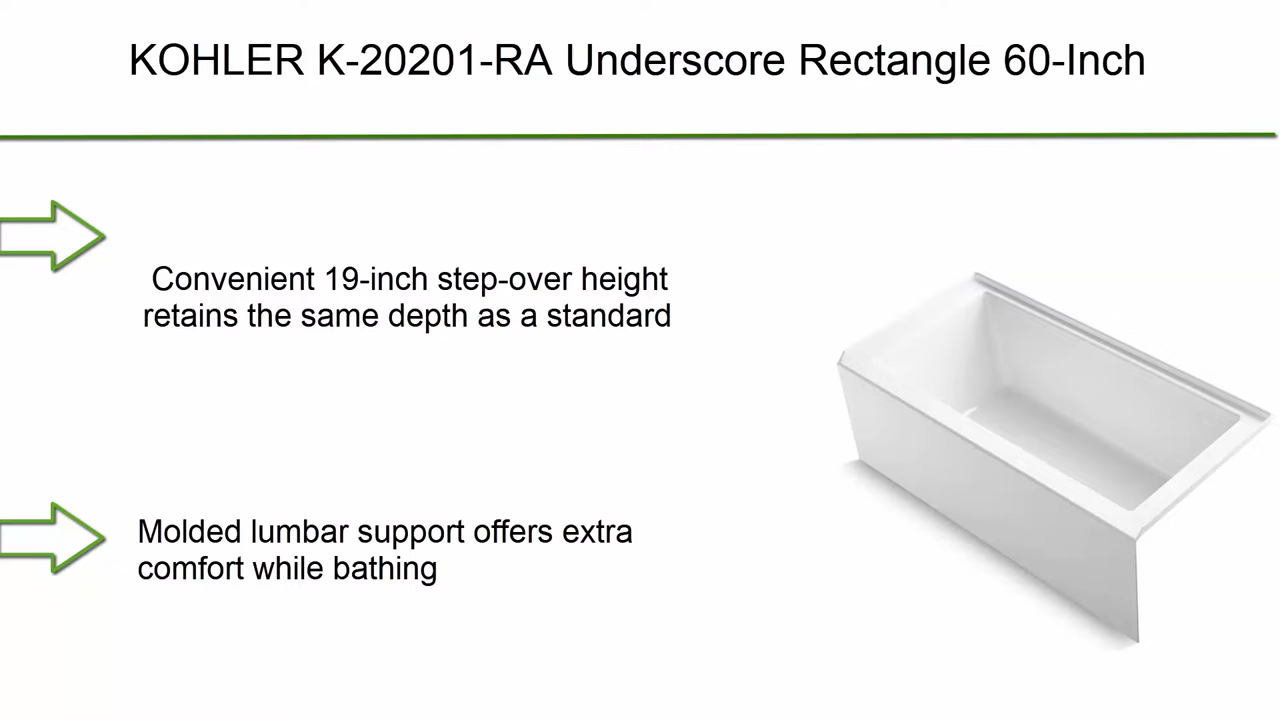 KOHLER K-20201-RA Underscore Rectangle 60-Inch
Convenient 19-inch step-over height
retains the same depth as a standard
Molded lumbar support offers extra
comfort while bathing